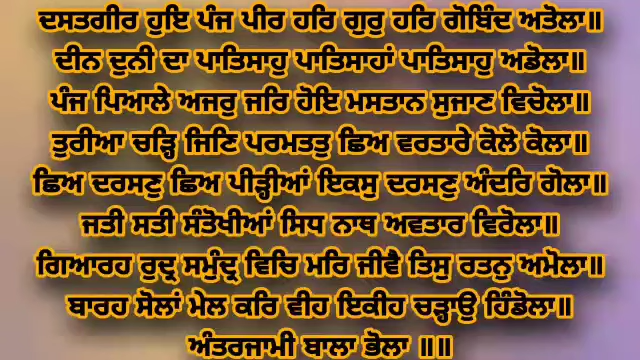 ਦਸਤਗੀਰ ਹੁਇ ਪੰਜ ਪੀਰ ਹਰਿ ਗੁਰੁ ਹਰਿ ਗੋਬਿੰਦ ਅਤੋਲਾ॥
ਦੀਨ ਦੁਨੀ ਦਾ ਪਾਤਿਸਾਹੁ ਪਾਤਿਸਾਹਾਂ ਪਾਤਿਸਾਹੁ ਅਡੋਲਾ॥
ਪੰਜ ਪਿਆਲੇ ਅਜਰੁ ਜਰਿ ਹੋਇ ਮਸਤਾਨ ਸੁਜਾਣ ਵਿਚੋਲਾ॥
ਤੁਰੀਆ ਚੜ੍ਹਿ ਜਿਣਿ ਪਰਮਤਤੁ ਛਿਅ ਵਰਤਾਰੇ ਕੋਲੋ ਕੋਲਾ॥
ਛਿਅ ਦਰਸਣੁ ਛਿਅ ਪੀੜ੍ਹੀਆਂ ਇਕਸੁ ਦਰਸਣੁ ਅੰਦਰਿ ਗੋਲਾ॥
ਜਤੀ ਸਤੀ ਸੰਤੋਖੀਆਂ ਸਿਧ ਨਾਥ ਅਵਤਾਰ ਵਿਰੋਲਾ॥
ਗਿਆਰਹ ਰੁਦ੍ਰ ਸਮੁੰਦ੍ਰ ਵਿਚਿ ਮਰਿ ਜੀਵੈ ਤਿਸੁ ਰਤਨੁ ਅਮੋਲਾ॥
ਬਾਰਹ ਸੋਲਾਂ ਮੇਲ ਕਰਿ ਵੀਹ ਇਕੀਹ ਚੜ੍ਹਾਉ ਹਿੰਡੋਲਾ॥
ਅੰਤਰਜਾਮੀ ਬਾਲਾ ਭੋਲਾ ॥॥